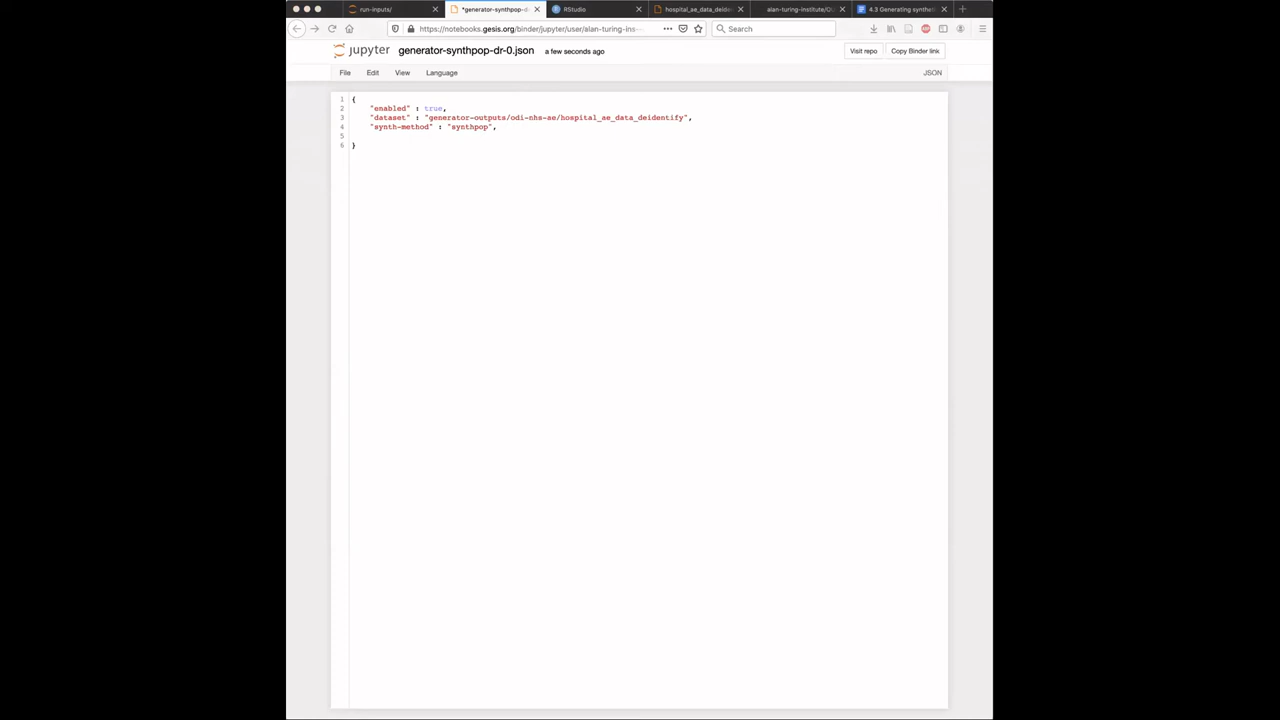 run-inputs/
*generator-synthpop-d
RStudio
hospital_ae_data_deiden
alan-turing-institute/QU
4.3 Generating syntheti
https://notebooks.gesis.org/binder/jupyter/user/alan-turing-ins
Search
jupyter
generator-synthpop-dr-0.json
a few seconds ago
Visit repo
Copy Binder link
File
Edit
View
Language
JSON
1 {
2 "enabled" : true,
3 "dataset" : "generator-outputs/odi-nhs-ae/hospital_ae_data_deidentify",
4 "synth-method" : "synthpop",
5
6 }